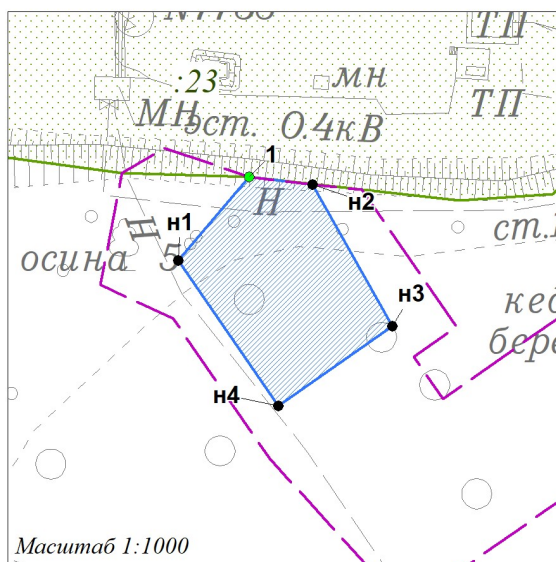 ТП
:23
мн
ТП
МН
эст. 0.4кВ
1
Н
н2
н1
Н
ст.
осина 5
н3
кед
бере
н4
Масштаб 1:1000